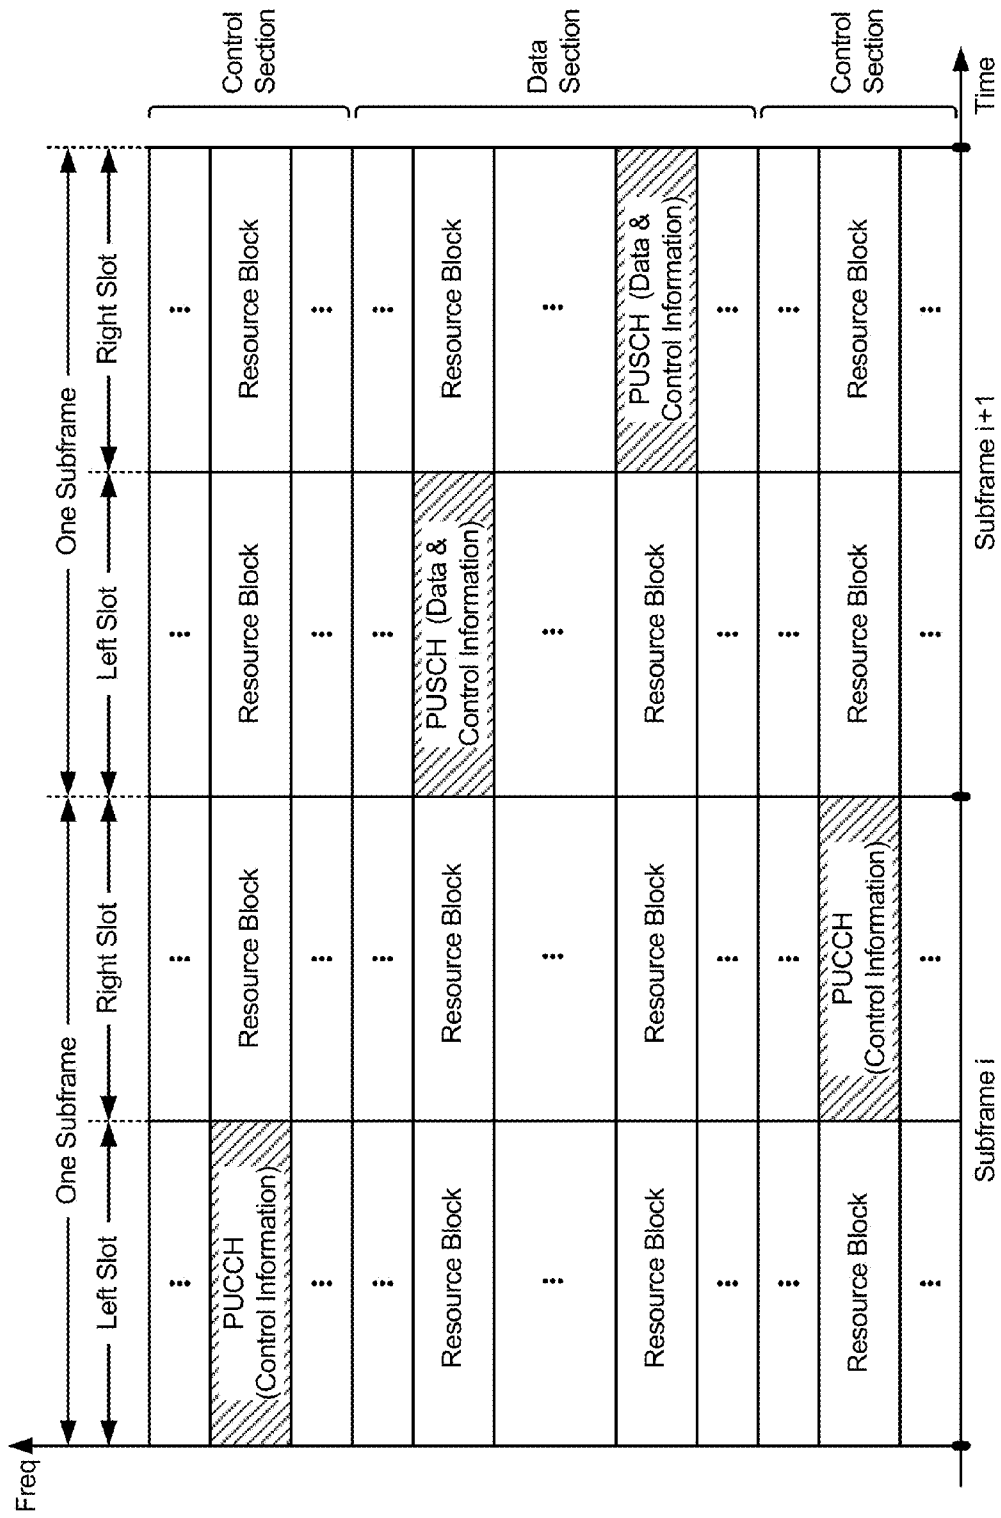 Freq
One Subframe
One Subframe
Left Slot
Right Slot
Left Slot
Right Slot
...
...
...
...
PUCCH
(Control Information)
Resource Block
Resource Block
Resource Block
Control
Section
...
...
...
...
...
...
...
...
Resource Block
Resource Block
PUSCH (Data &
Control Information)
Resource Block
...
...
...
...
Data
Section
Resource Block
Resource Block
Resource Block
PUSCH (Data &
Control Information)
...
...
...
...
...
...
...
...
Resource Block
PUCCH
(Control Information)
Resource Block
Resource Block
Control
Section
...
...
...
...
Subframe i
Subframe i+1
Time